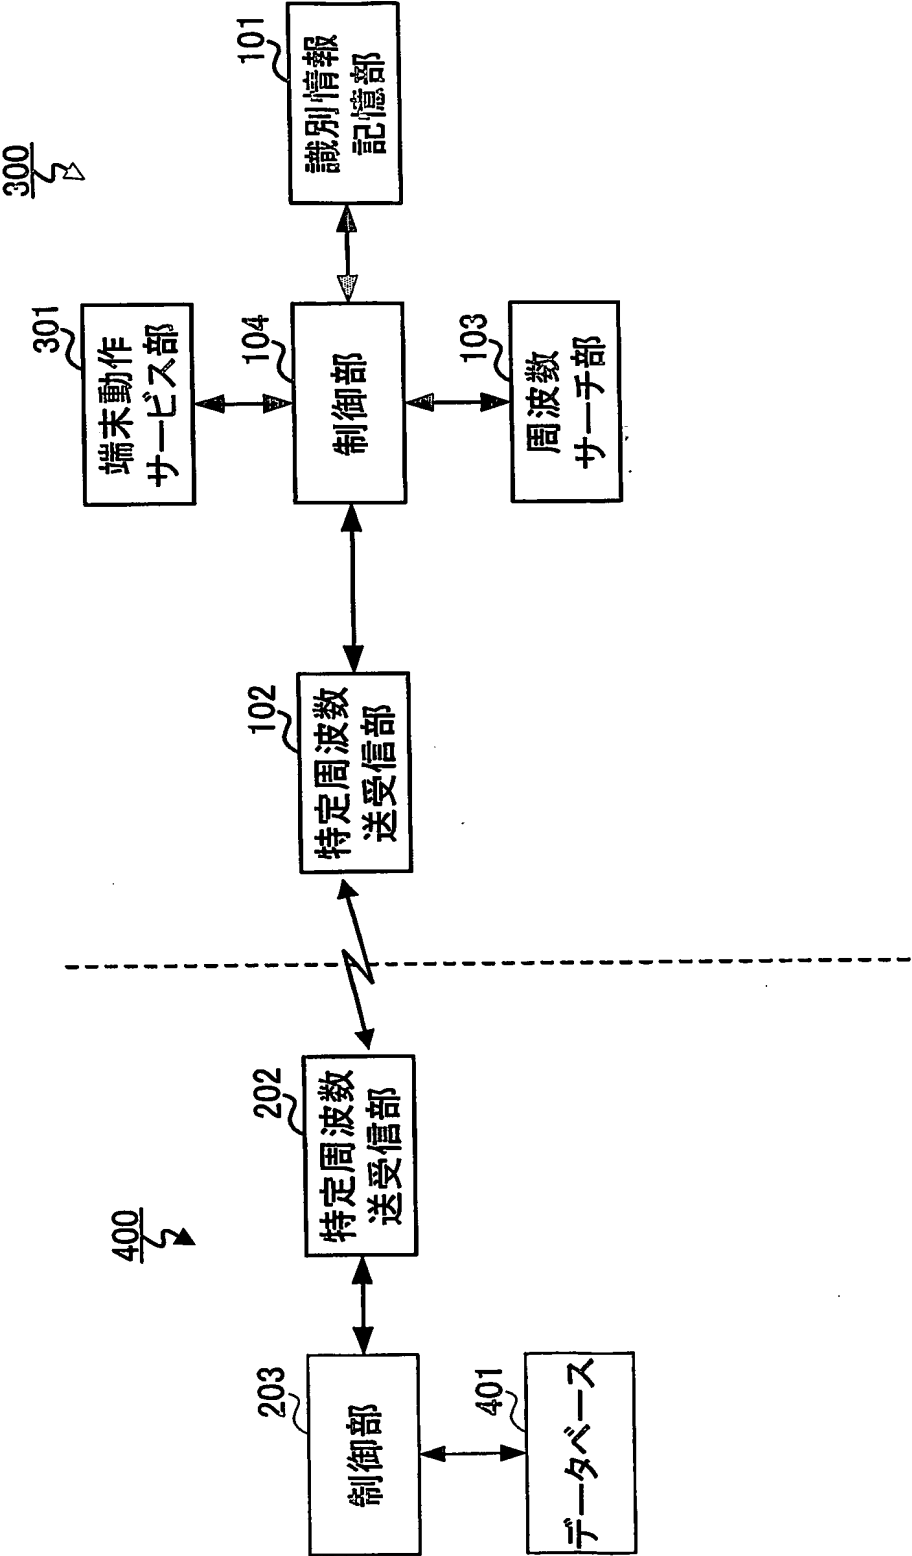 400
300
203
制御部
401
データベース
202
特定周波数
送受信部
102
特定周波数
送受信部
301
端末動作
サービス部
104
制御部
103
周波数
サーチ部
101
識別情報
記憶部